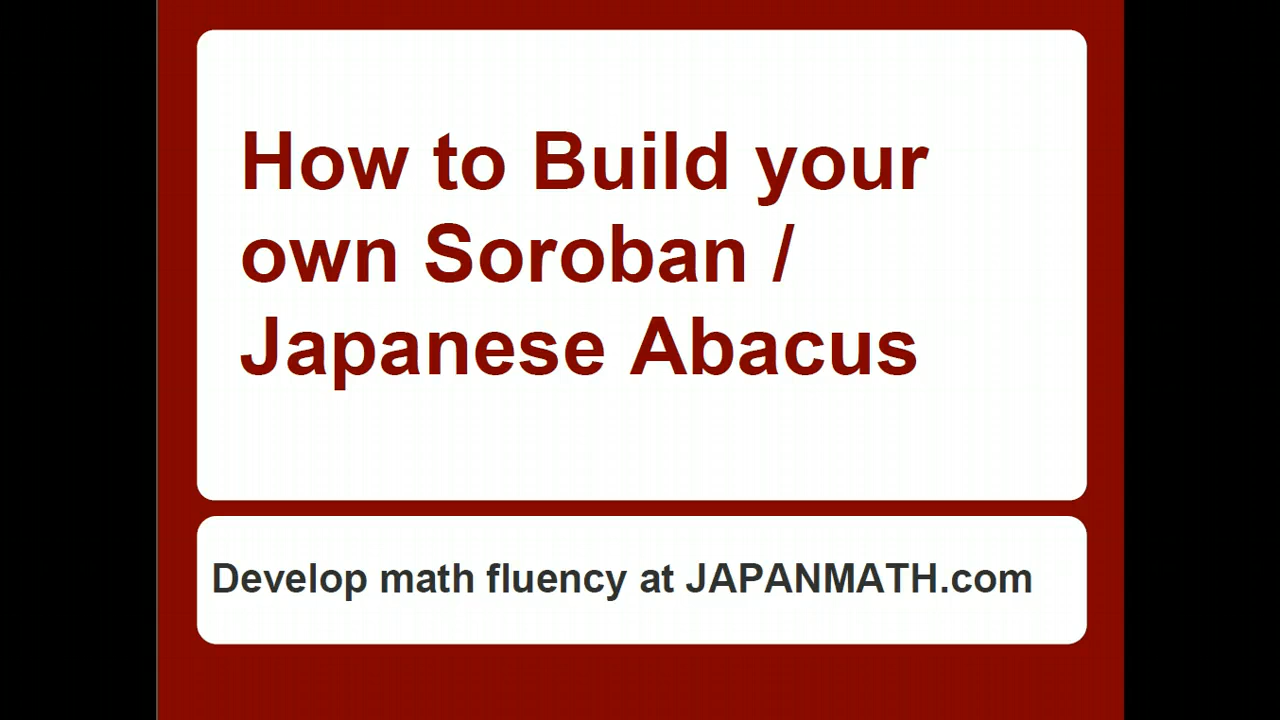 How to Build your
own Soroban /
Japanese Abacus
Develop math fluency at JAPANMATH.com